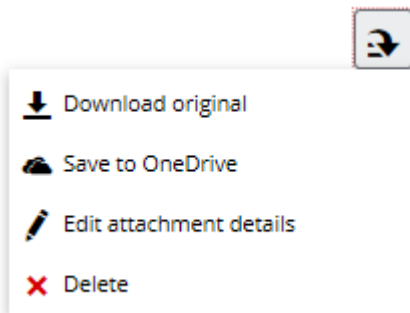 Download original
Save to OneDrive
Edit attachment details
Delete